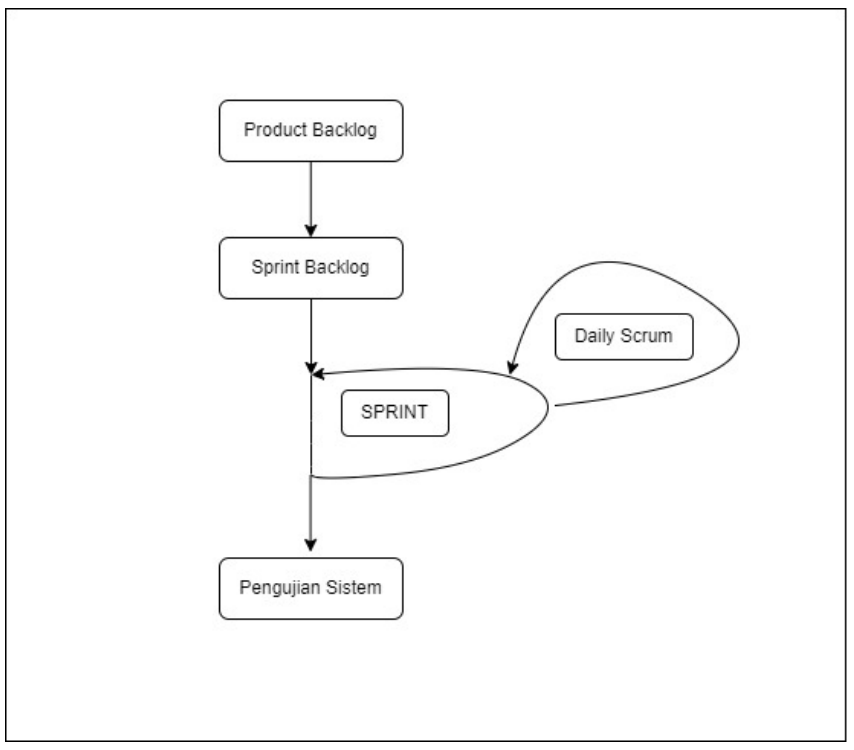 Product Backlog
Sprint Backlog
Daily Scrum
SPRINT
Pengujian Sistem